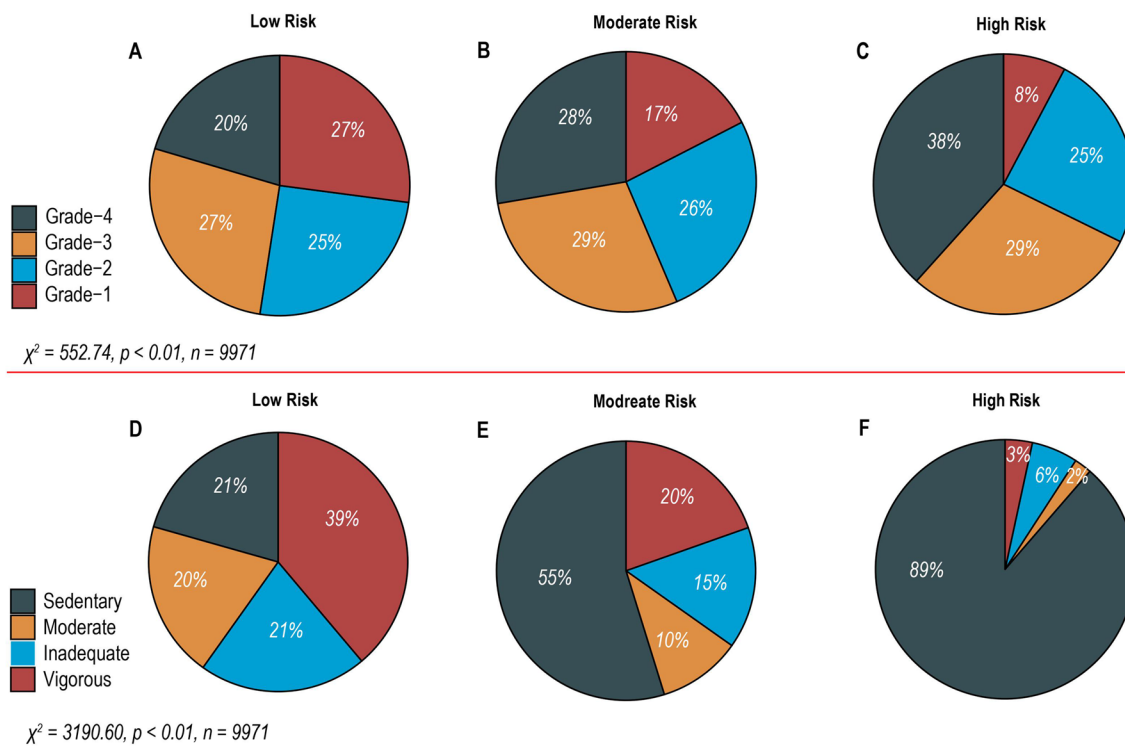 Low Risk
Moderate Risk
High Risk
A
B
C
20%
27%
27%
25%
28%
17%
29%
26%
38%
8%
25%
29%
Grade-4
Grade-3
Grade-2
Grade-1
χ² = 552.74, p < 0.01, n = 9971
Low Risk
Modreate Risk
High Risk
D
E
F
21%
39%
20%
21%
55%
20%
15%
10%
89%
3%
6%
2%
Sedentary
Moderate
Inadequate
Vigorous
χ² = 3190.60, p < 0.01, n = 9971